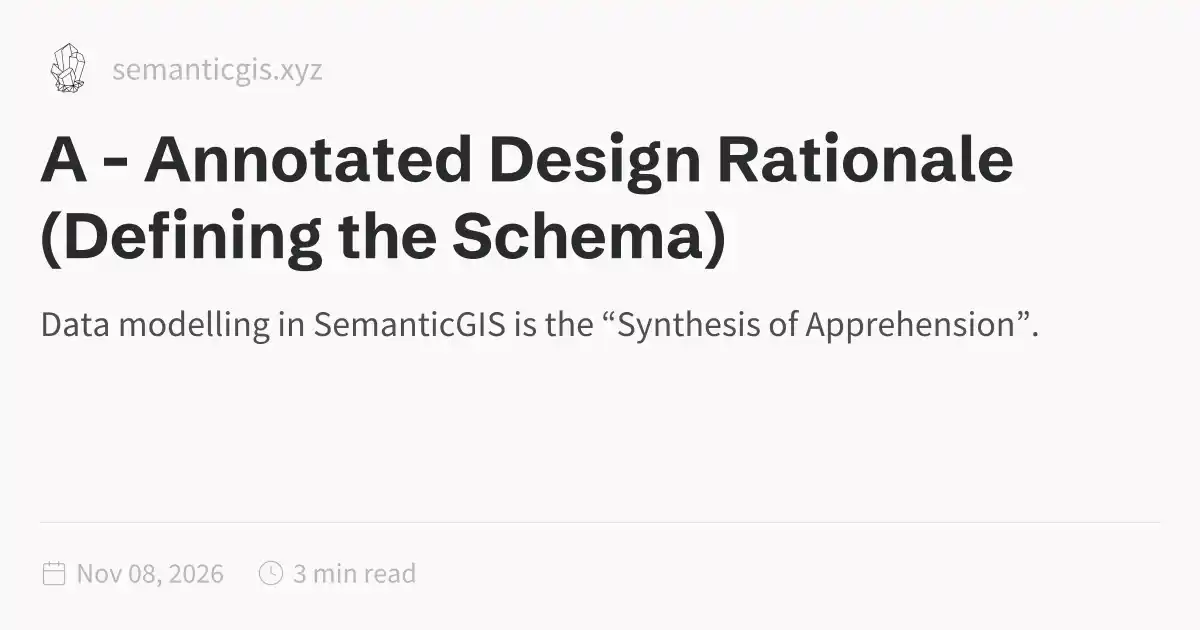 semanticgis.xyz
A - Annotated Design Rationale
(Defining the Schema)
Data modelling in SemanticGIS is the “Synthesis of Apprehension”.
Nov 08, 2026
3 min read